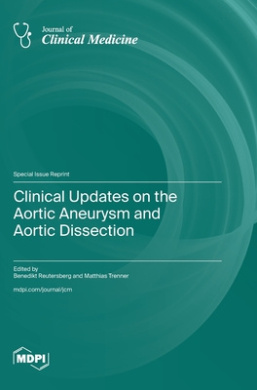 Journal of
Clinical Medicine
Special Issue Reprint
Clinical Updates on the
Aortic Aneurysm and
Aortic Dissection
Edited by
Benedikt Reutersberg and Matthias Trenner
mdpi.com/journal/jcm
MDPI